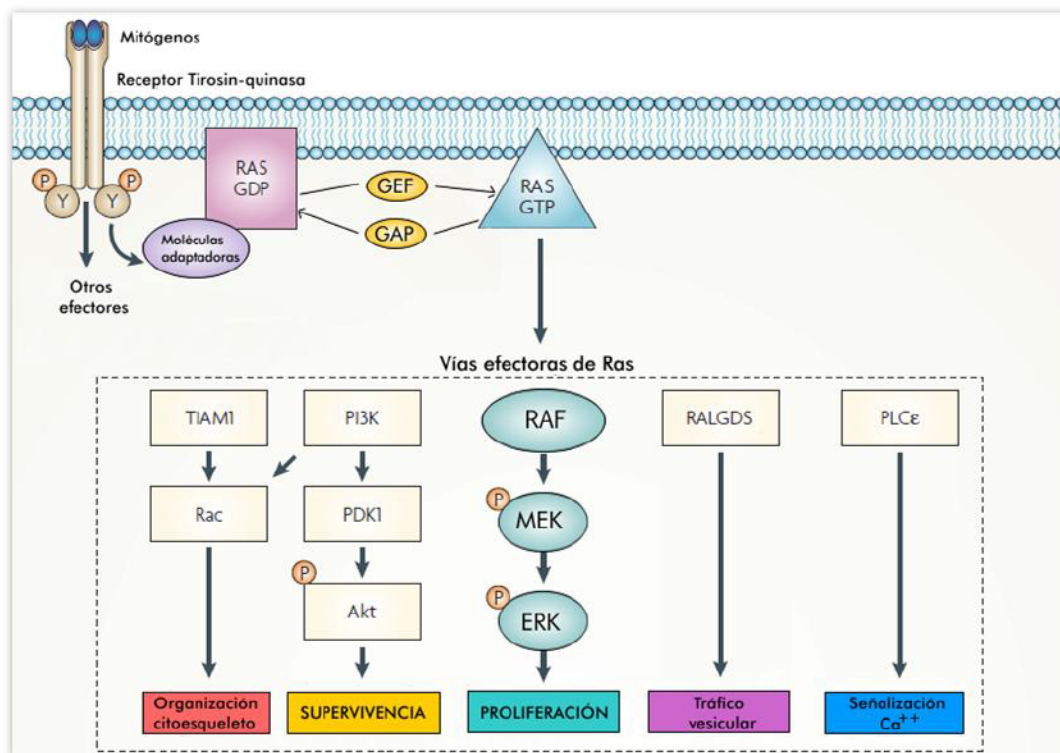 Mitógenos
Receptor Tirosin-quinasa
RAS
GDP
GEF
GAP
RAS
GTP
P
Y
P
Y
Moléculas
adaptadoras
Otros
efectores
Vías efectoras de Ras
TIAM1
PI3K
RAF
RALGDS
PLCε
Rac
PDK1
P
MEK
P
Akt
P
ERK
Organización
citoesqueleto
SUPERVIVENCIA
PROLIFERACIÓN
Tráfico
vesicular
Señolización
Ca++